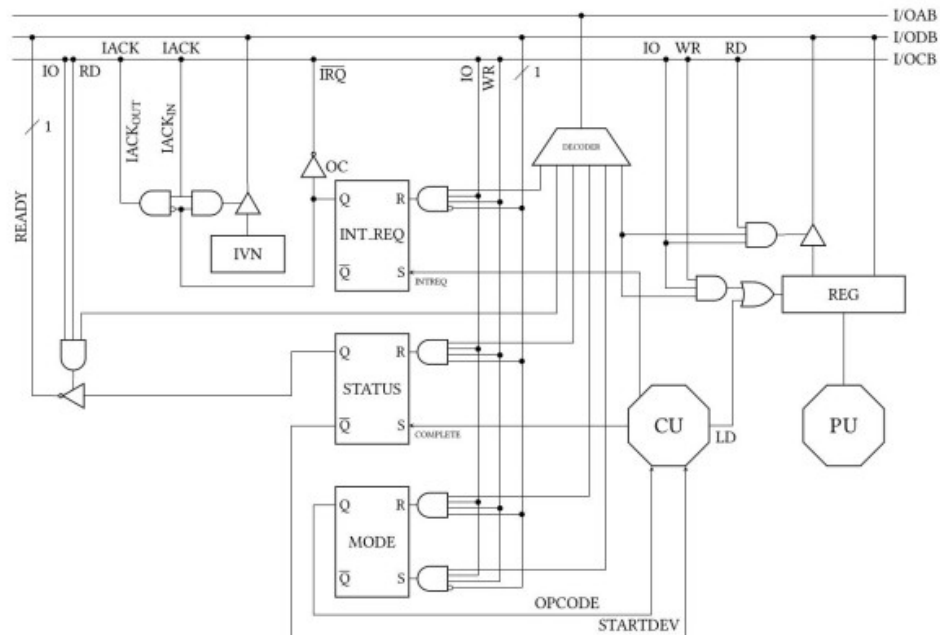 I/OAB
I/ODB
IACK IACK IO WR RD
I/OCB
IO RD IRQ IO WR 1
1
IACKOUT IACKIN
OC
DECODER
READY
Q R
INT_REQ
IVN
Q S
INTREQ
REG
Q R
STATUS
Q S
COMPLETE
CU
LD
PU
Q R
MODE
Q S
OPCODE
STARTDEV